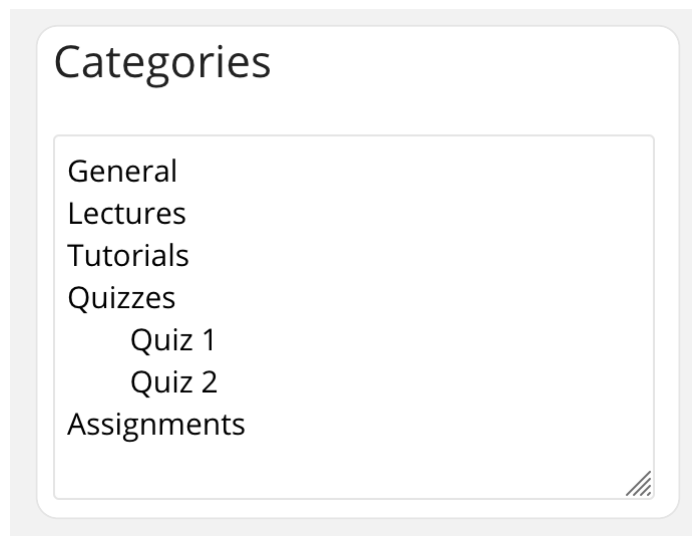 Categories
General
Lectures
Tutorials
Quizzes
Quiz 1
Quiz 2
Assignments